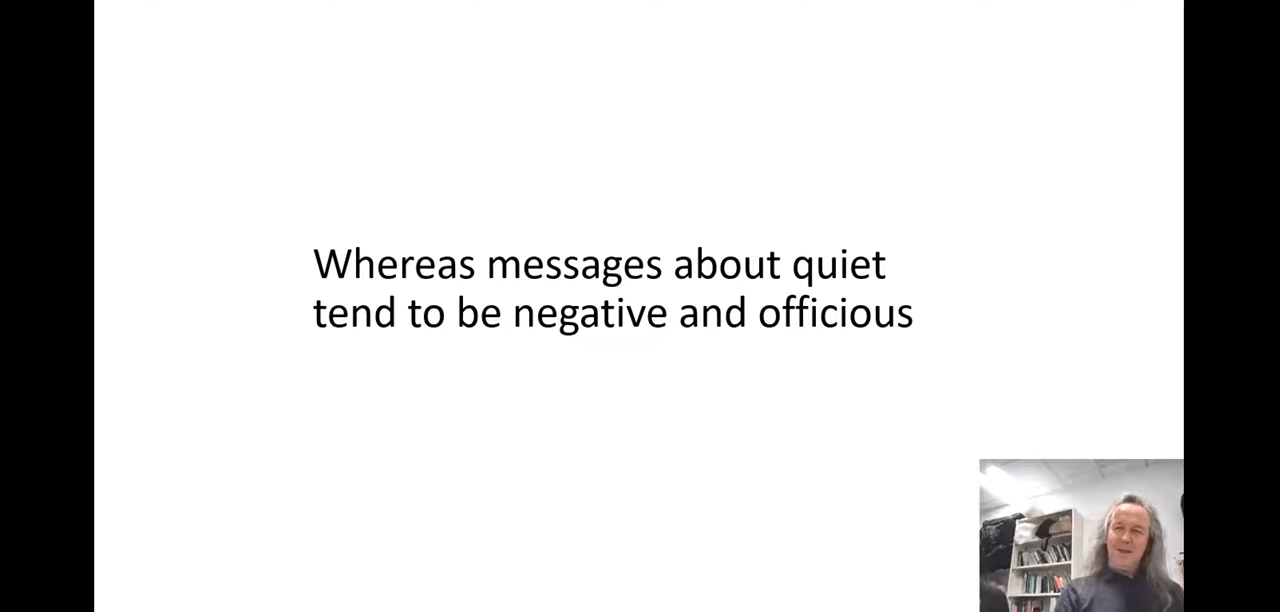 Whereas messages about quiet
tend to be negative and officious